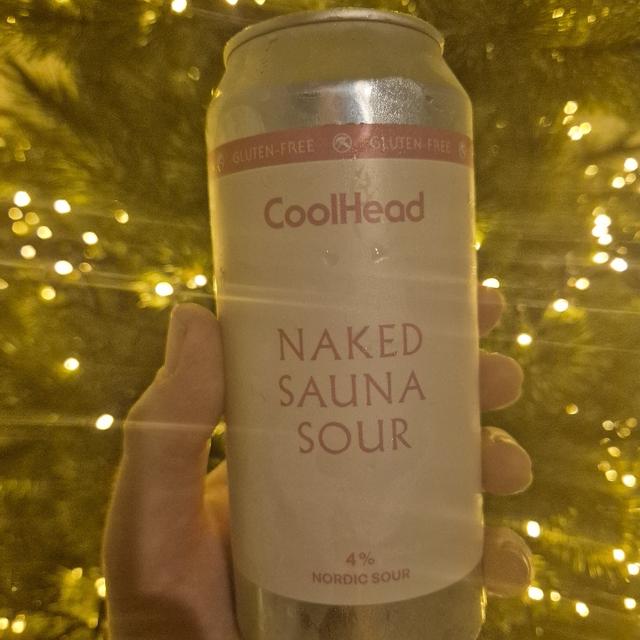 GLUTEN-FREE GLUTEN FREE
CoolHead
NAKED
SAUNA
SOUR
4%
NORDIC SOUR